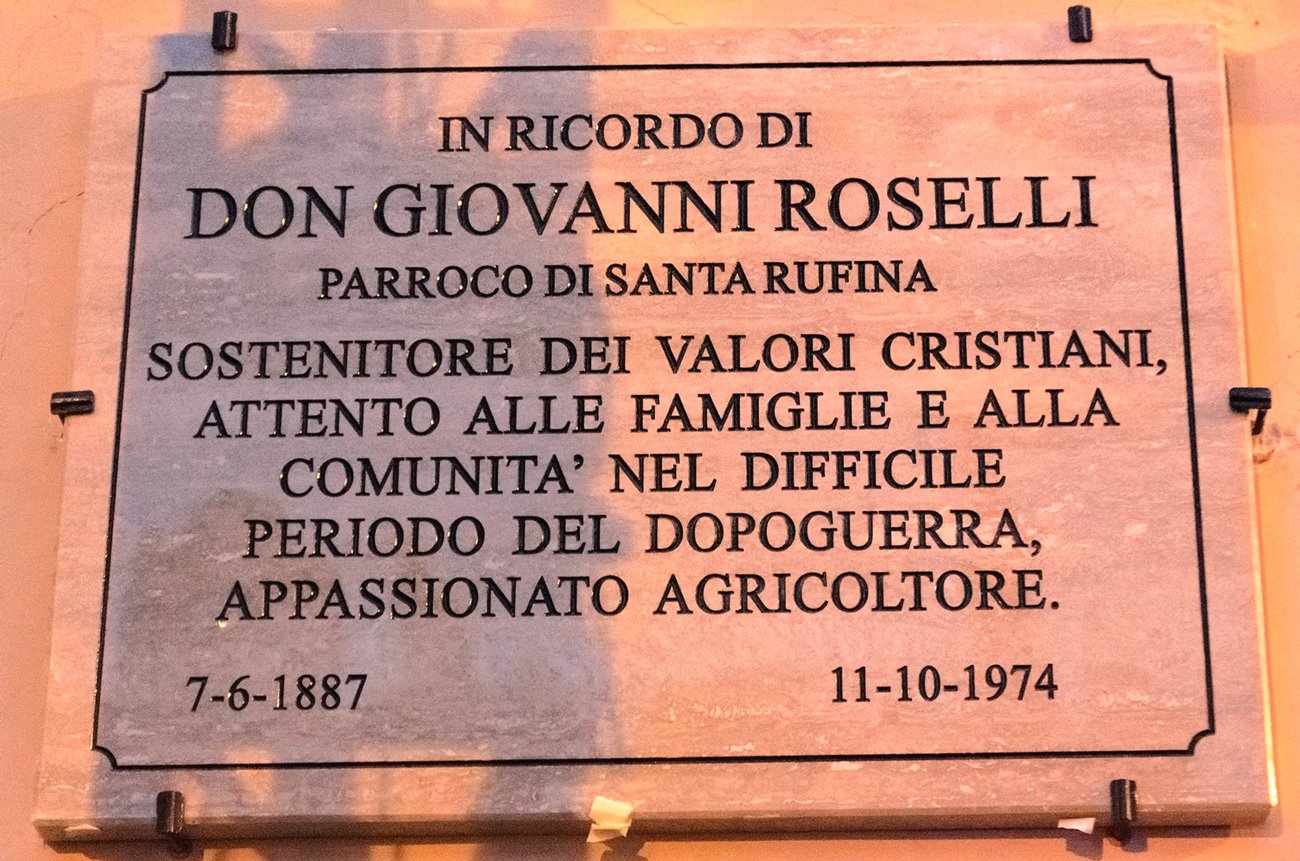 IN RICORDO DI
DON GIOVANNI ROSELLI
PARROCO DI SANTA RUFINA
SOSTENITORE DEI VALORI CRISTIANI,
ATTENTO ALLE FAMIGLIE E ALLA
COMUNITA’ NEL DIFFICILE
PERIODO DEL DOPOGUERRA,
APPASSIONATO AGRICOLTORE.
7-6-1887 11-10-1974